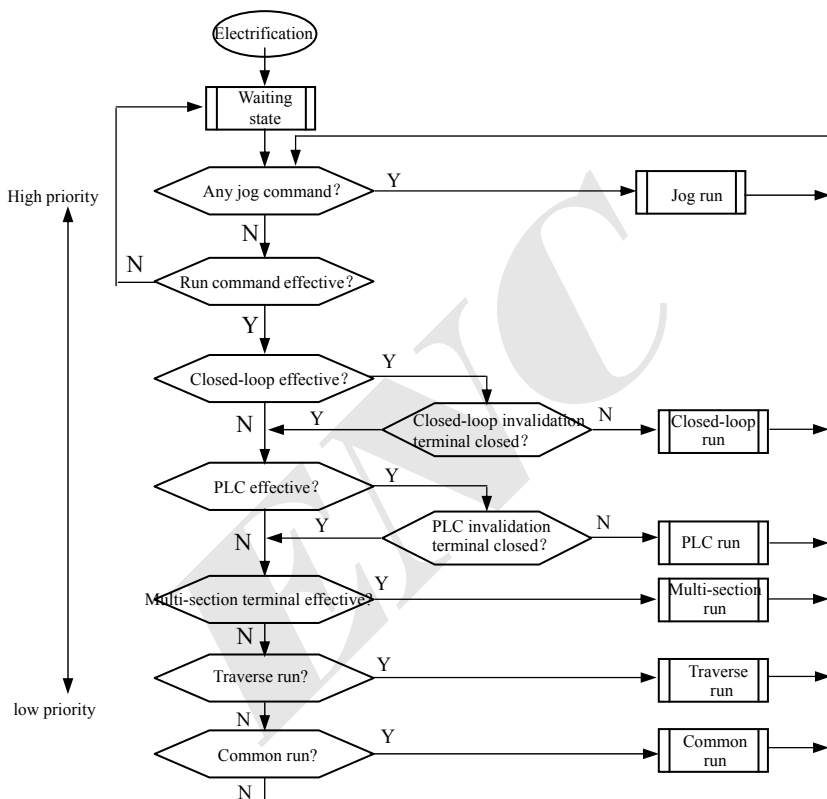 Electrification
Waiting
state
Any jog command?
Y
Jog run
High priority
N
N
Run command effective?
Y
Closed-loop effective?
Y
N
Y
Closed-loop invalidation
terminal closed?
N
Closed-loop
run
PLC effective?
Y
N
Y
PLC invalidation
terminal closed?
N
PLC run
Multi-section terminal effective?
Y
Multi-section
run
N
Traverse run?
Y
Traverse
run
low priority
N
Common run?
Y
Common
run
N
ENC